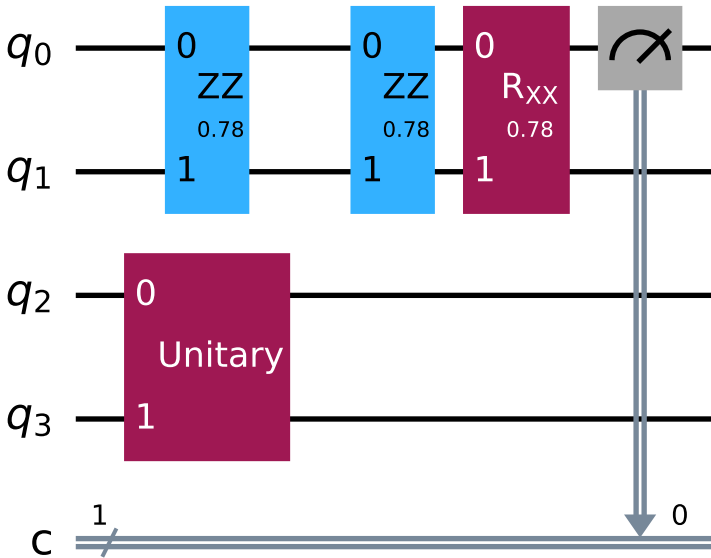 q0 0 0 0
ZZ ZZ RXX
0.78 0.78 0.78
q1 1 1 1
q2 0
Unitary
q3 1
1 0
c